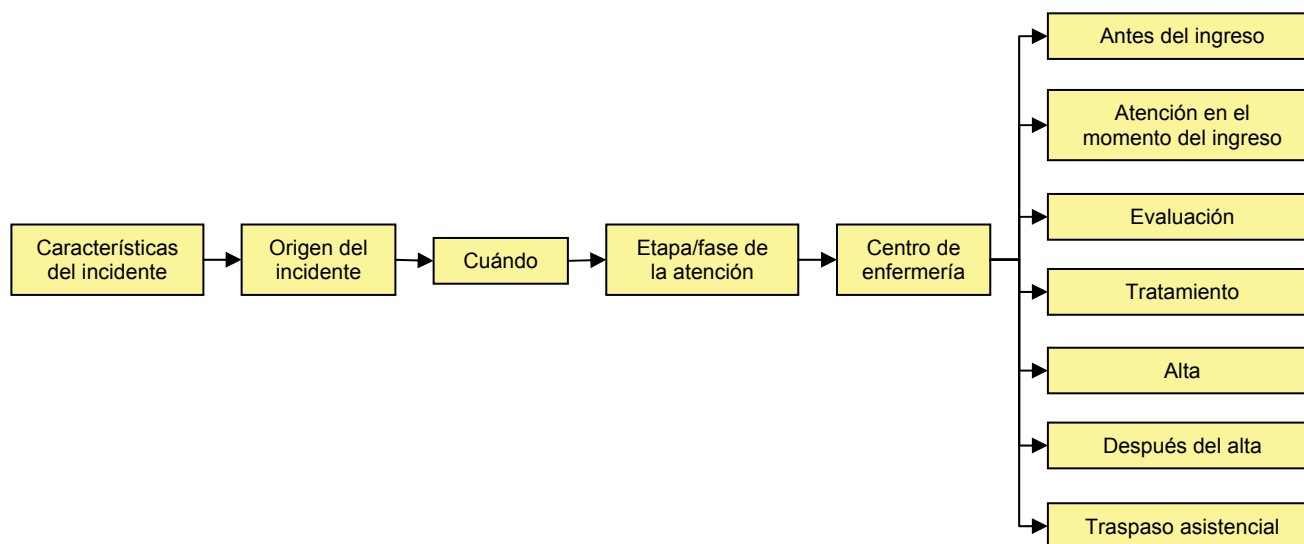 Características
del incidente
Origen del
incidente
Cuándo
Etapa/fase de
la atención
Centro de
enfermería
Antes del ingreso
Atención en el
momento del ingreso
Evaluación
Tratamiento
Alta
Después del alta
Traspaso asistencial